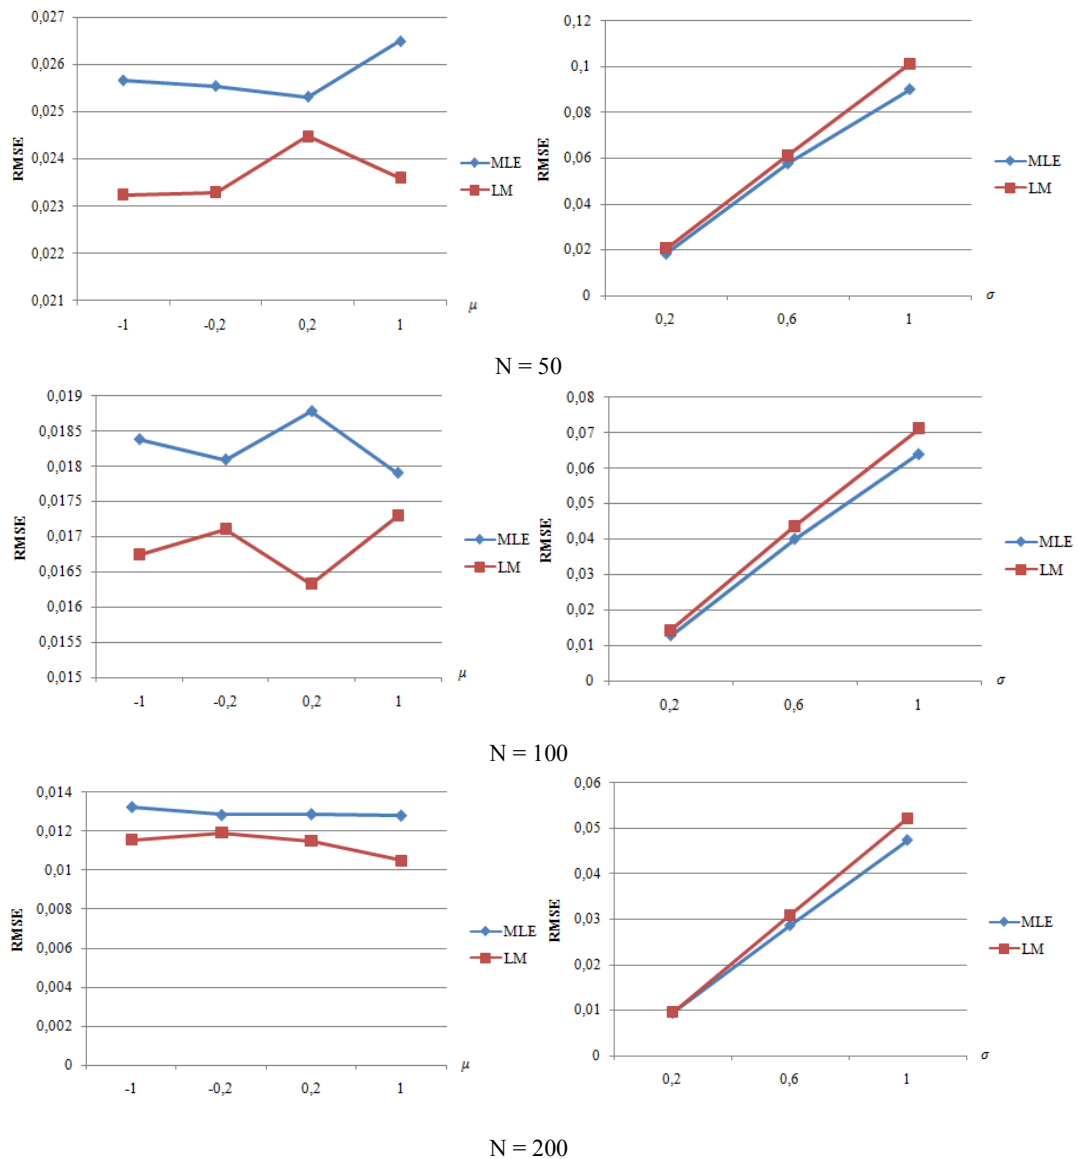 0,027
0,026
0,025
0,024
0,023
0,022
0,021
RMSE
-1
-0,2
0,2
1
μ
MLE
LM
0,12
0,1
0,08
0,06
0,04
0,02
0
RMSE
0,2
0,6
1
σ
MLE
LM
N = 50
0,019
0,0185
0,018
0,0175
0,017
0,0165
0,016
0,0155
0,015
RMSE
-1
-0,2
0,2
1
μ
MLE
LM
0,08
0,07
0,06
0,05
0,04
0,03
0,02
0,01
0
RMSE
0,2
0,6
1
σ
MLE
LM
N = 100
0,014
0,012
0,01
0,008
0,006
0,004
0,002
0
RMSE
-1
-0,2
0,2
1
μ
MLE
LM
0,06
0,05
0,04
0,03
0,02
0,01
0
RMSE
0,2
0,6
1
σ
MLE
LM
N = 200